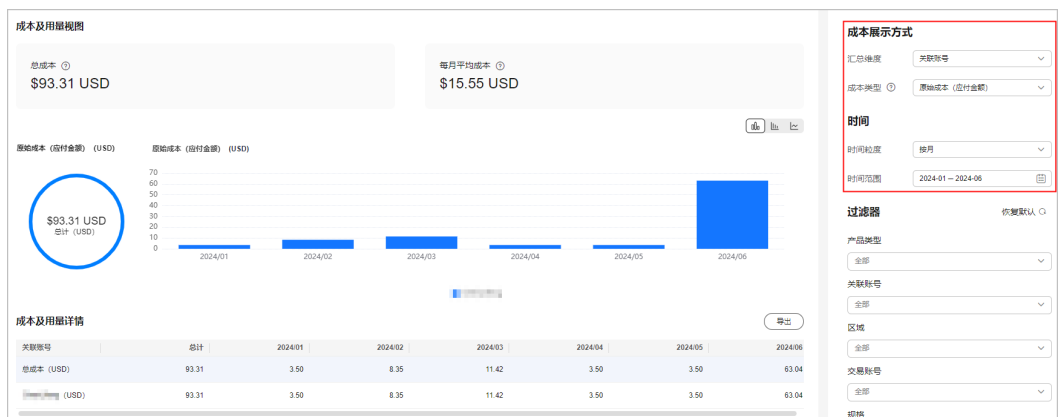 成本及用量视图
总成本
$93.31 USD
每月平均成本
$15.55 USD
原始成本（应付金额） (USD)
原始成本（应付金额） (USD)
$93.31 USD
总计 (USD)
70
60
50
40
30
20
10
0
2024/01 2024/02 2024/03 2024/04 2024/05 2024/06
成本及用量详情
导出
关联账号 总计 2024/01 2024/02 2024/03 2024/04 2024/05 2024/06
总成本 (USD) 93.31 3.50 8.35 11.42 3.50 3.50 63.04
(USD) 93.31 3.50 8.35 11.42 3.50 3.50 63.04
成本展示方式
汇总维度 关联账号
成本类型 原始成本（应付金额）
时间
时间粒度 按月
时间范围 2024-01 – 2024-06
过滤器 恢复默认
产品类型
全部
关联账号
全部
区域
全部
交易账号
全部
规格